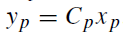 y_p = C_p x_p